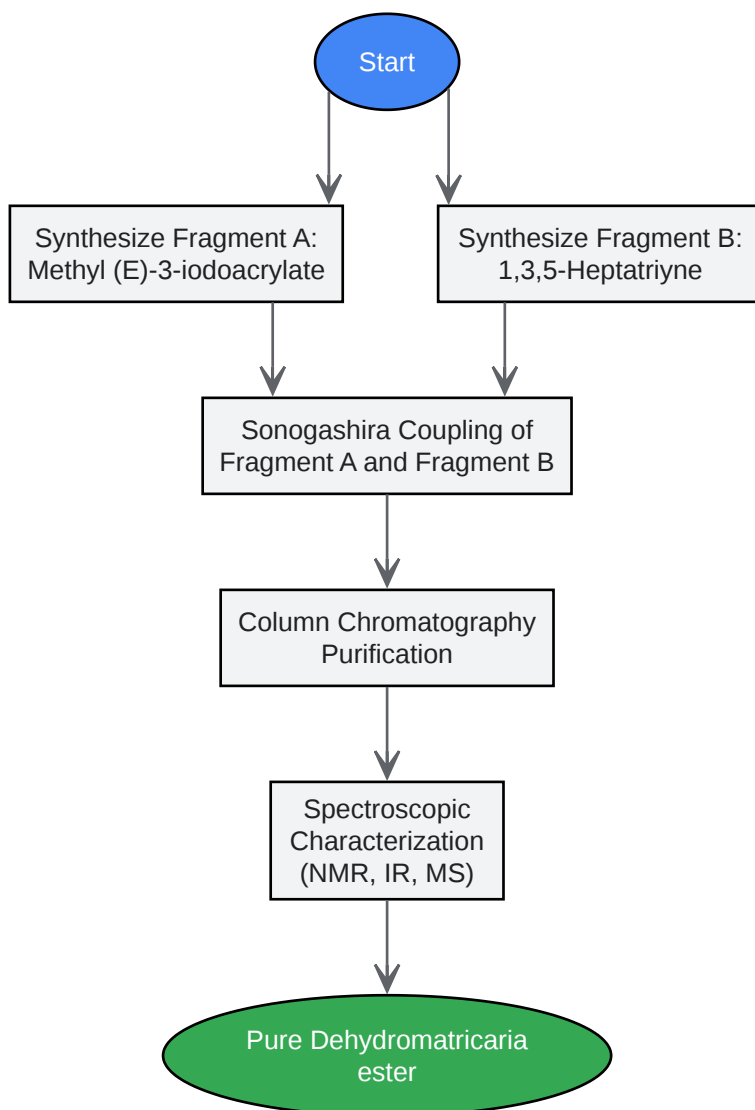 Start
Synthesize Fragment A:
Methyl (E)-3-iodoacrylate
Synthesize Fragment B:
1,3,5-Heptatriyne
Sonogashira Coupling of
Fragment A and Fragment B
Column Chromatography
Purification
Spectroscopic
Characterization
(NMR, IR, MS)
Pure Dehydromatricaria
ester